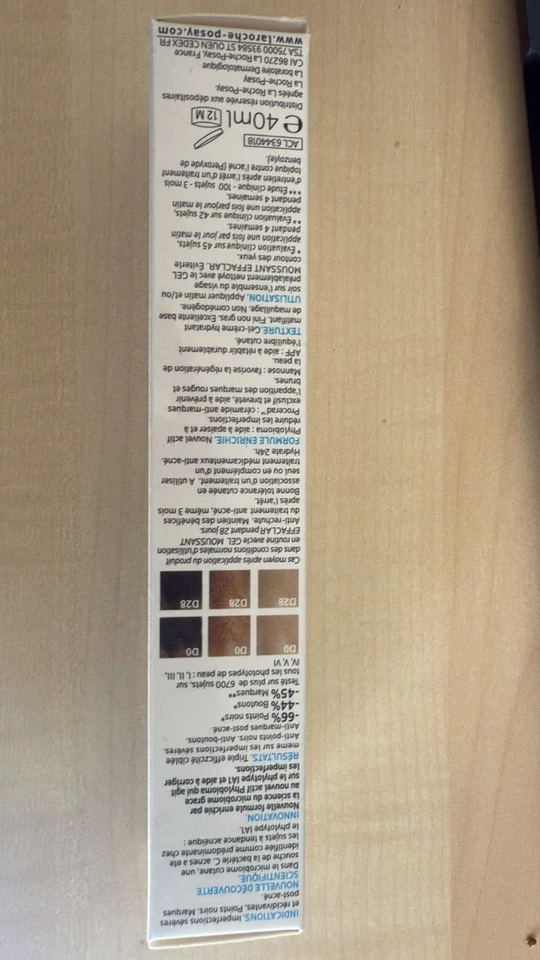 INDICATIONS. Imperfections sévères
et récidivantes, Points noirs. Marques
post-acné.
NOUVELLE DÉCOUVERTE
SCIENTIFIQUE.
Dans le microbiome cutané, une
souche de la bactérie C. acnes a été
identifiée comme prédominante chez
les sujets à tendance acnéique :
le phylotype IA1.
INNOVATION.
Nouvelle formule enrichie par
la science du microbiome grace
au nouvel actif Phylobioma qui agit
sur le phylotype IA1 et aide à corriger
les imperfections.
RÉSULTATS. Triple efficacité ciblée
meme sur les imperfections sévères.
Anti-points noirs. Anti-boutons.
Anti-marques post-acné.
-66% Points noirs*
-44% Boutons*
-45% Marques**
Testé sur plus de 6700 sujets, sur
tous les phototypes de peau : I, II, III,
IV, V, VI
D0 D0 D0
D28 D28 D28
Cas moyen après application du produit
dans des conditions normales d'utilisation
en routine avec le GEL MOUSSANT
EFFACLAR pendant 28 jours.
Anti-rechute. Maintien des bénéfices
du traitement anti-acné, même 3 mois
après l'arrêt.
Bonne tolérance cutanée en
association d'un traitement. A utiliser
seul ou en complément d'un
traitement médicamenteux anti-acné.
Hydrate 24h.
FORMULE ENRICHIE. Nouvel actif
Phylobioma : aide à apaiser et à
réduire les imperfections.
Procerad™ : céramide anti-marques
exclusif et breveté, aide à prévenir
l'apparition des marques rouges et
brunes.
Mannose : favorise la régénération de
la peau.
APF : aide à rétablir durablement
l'équilibre cutané.
TEXTURE. Gel-crème hydratant
matifiant. Fini non gras. Excellente base
de maquillage. Non comédogène.
UTILISATION. Appliquer matin et/ou
soir sur l'ensemble du visage
préalablement nettoyé avec le GEL
MOUSSANT EFFACLAR. Eviter le
contour des yeux.
* Evaluation clinique sur 45 sujets,
application une fois par jour le matin
pendant 4 semaines.
** Evaluation clinique sur 42 sujets,
application une fois par jour le matin
pendant 4 semaines.
*** Étude clinique - 100 sujets - 3 mois
d'entretien après l'arrêt d'un traitement
topique contre l'acné (Peroxyde de
benzoyle).
ACL 6344018
e 40ml 12 M
Distribution réservée aux dépositaires
agréés La Roche-Posay.
La Roche-Posay
Laboratoire Dermatologique
CAI 86270 La Roche-Posay, France
TSA 75000 93584 ST OUEN CEDEX FR
www.laroche-posay.com